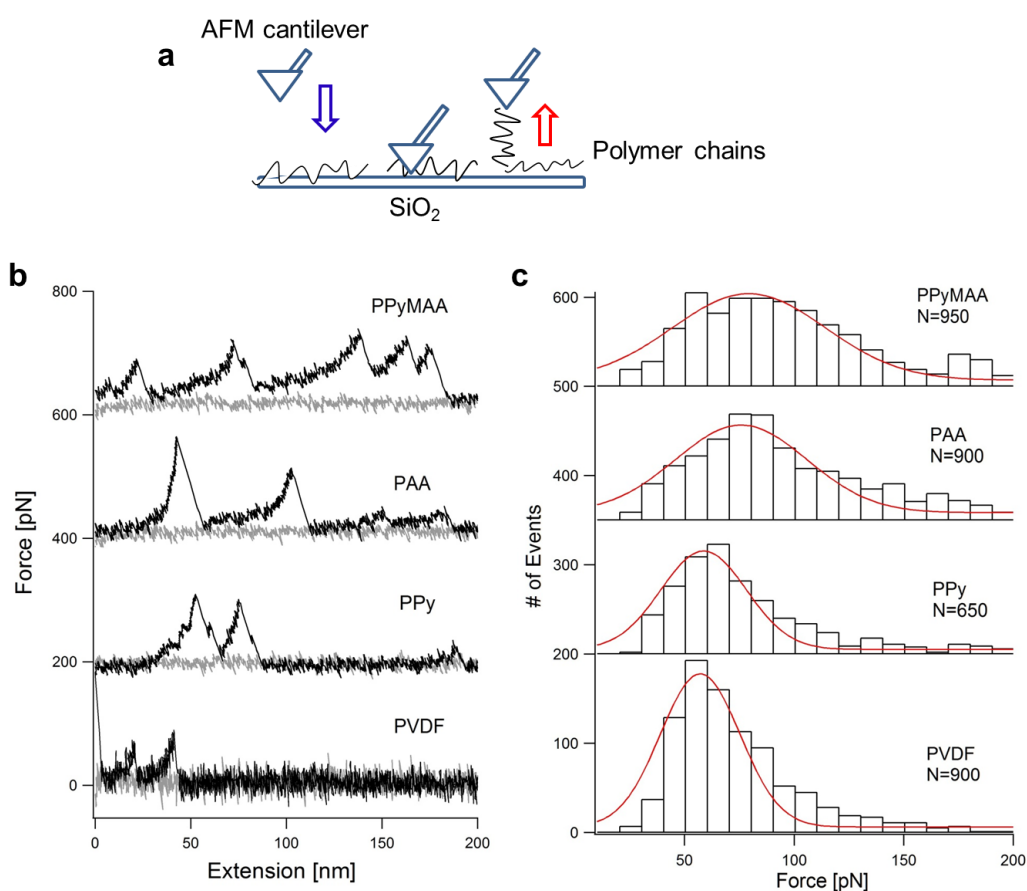 a
AFM cantilever
Polymer chains
SiO₂
b
800
600
400
200
0
Force [pN]
PPyMAA
PAA
PPy
PVDF
0
50
100
150
200
Extension [nm]
c
600
500
400
300
200
100
0
# of Events
PPyMAA
N=950
PAA
N=900
PPy
N=650
PVDF
N=900
50
100
150
200
Force [pN]